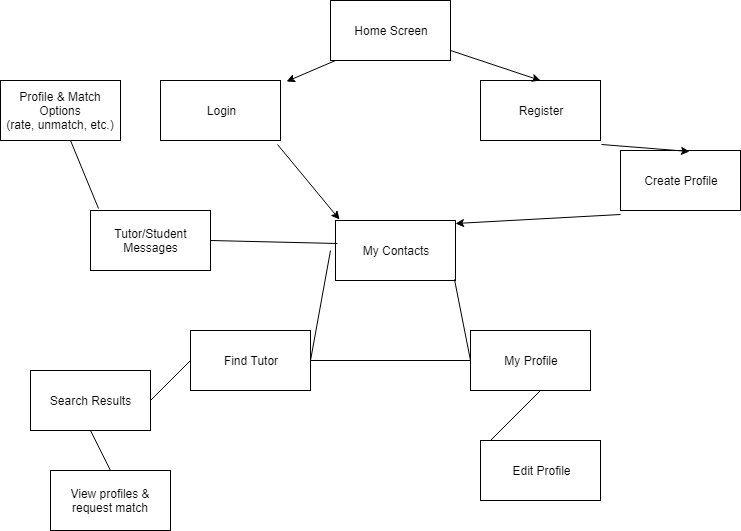 Home Screen
Profile & Match
Options
(rate, unmatch, etc.)
Login
Register
Create Profile
Tutor/Student
Messages
My Contacts
Find Tutor
My Profile
Search Results
Edit Profile
View profiles &
request match